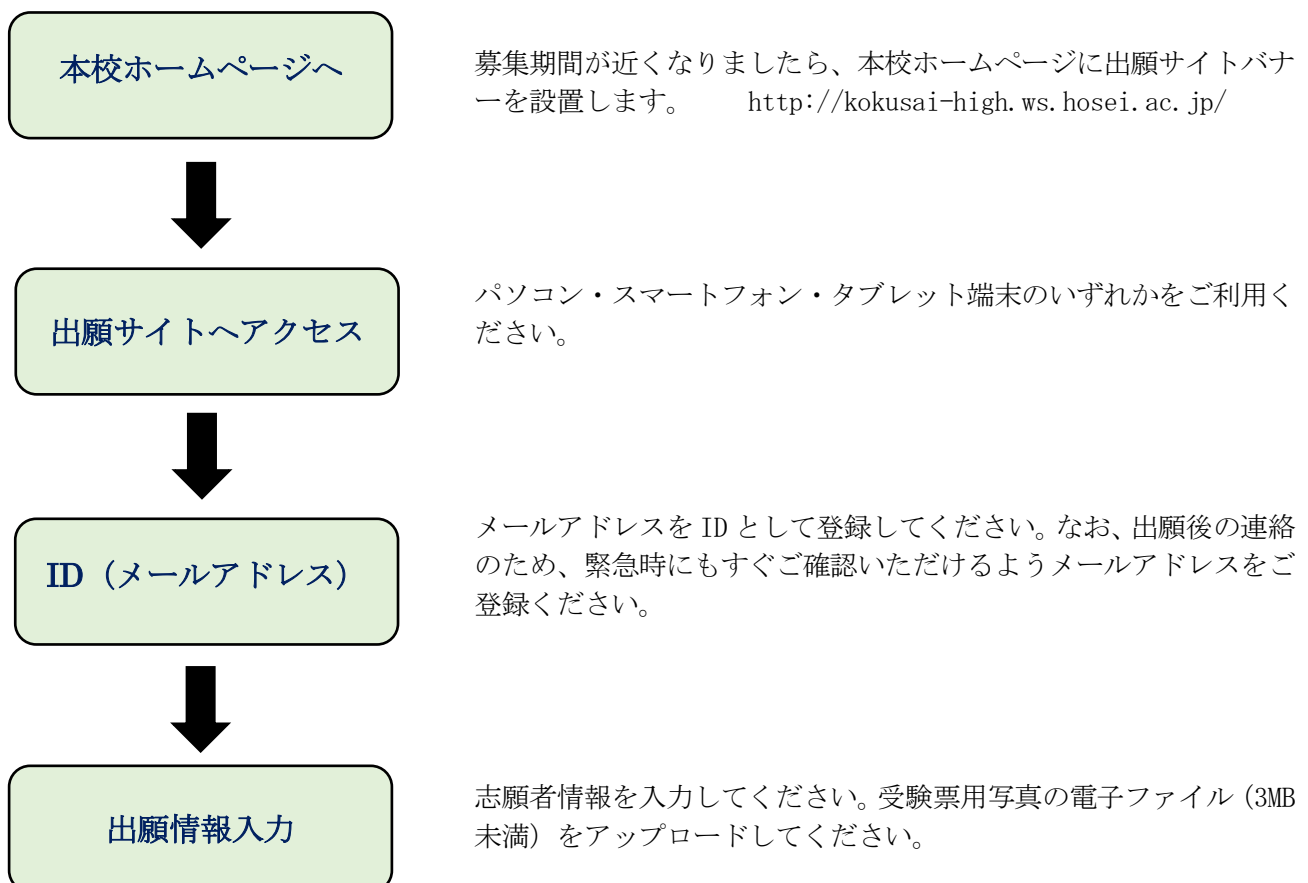 本校ホームページへ
募集期間が近くなりましたら、本校ホームページに出願サイトバナ
ーを設置します。　　http://kokusai-high.ws.hosei.ac.jp/
出願サイトへアクセス
パソコン・スマートフォン・タブレット端末のいずれかをご利用く
ださい。
ID（メールアドレス）
メールアドレスを ID として登録してください。なお、出願後の連絡
のため、緊急時にもすぐご確認いただけるようメールアドレスをご
登録ください。
出願情報入力
志願者情報を入力してください。受験票用写真の電子ファイル（3MB
未満）をアップロードしてください。